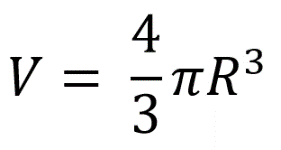 V = 4/3 πR³